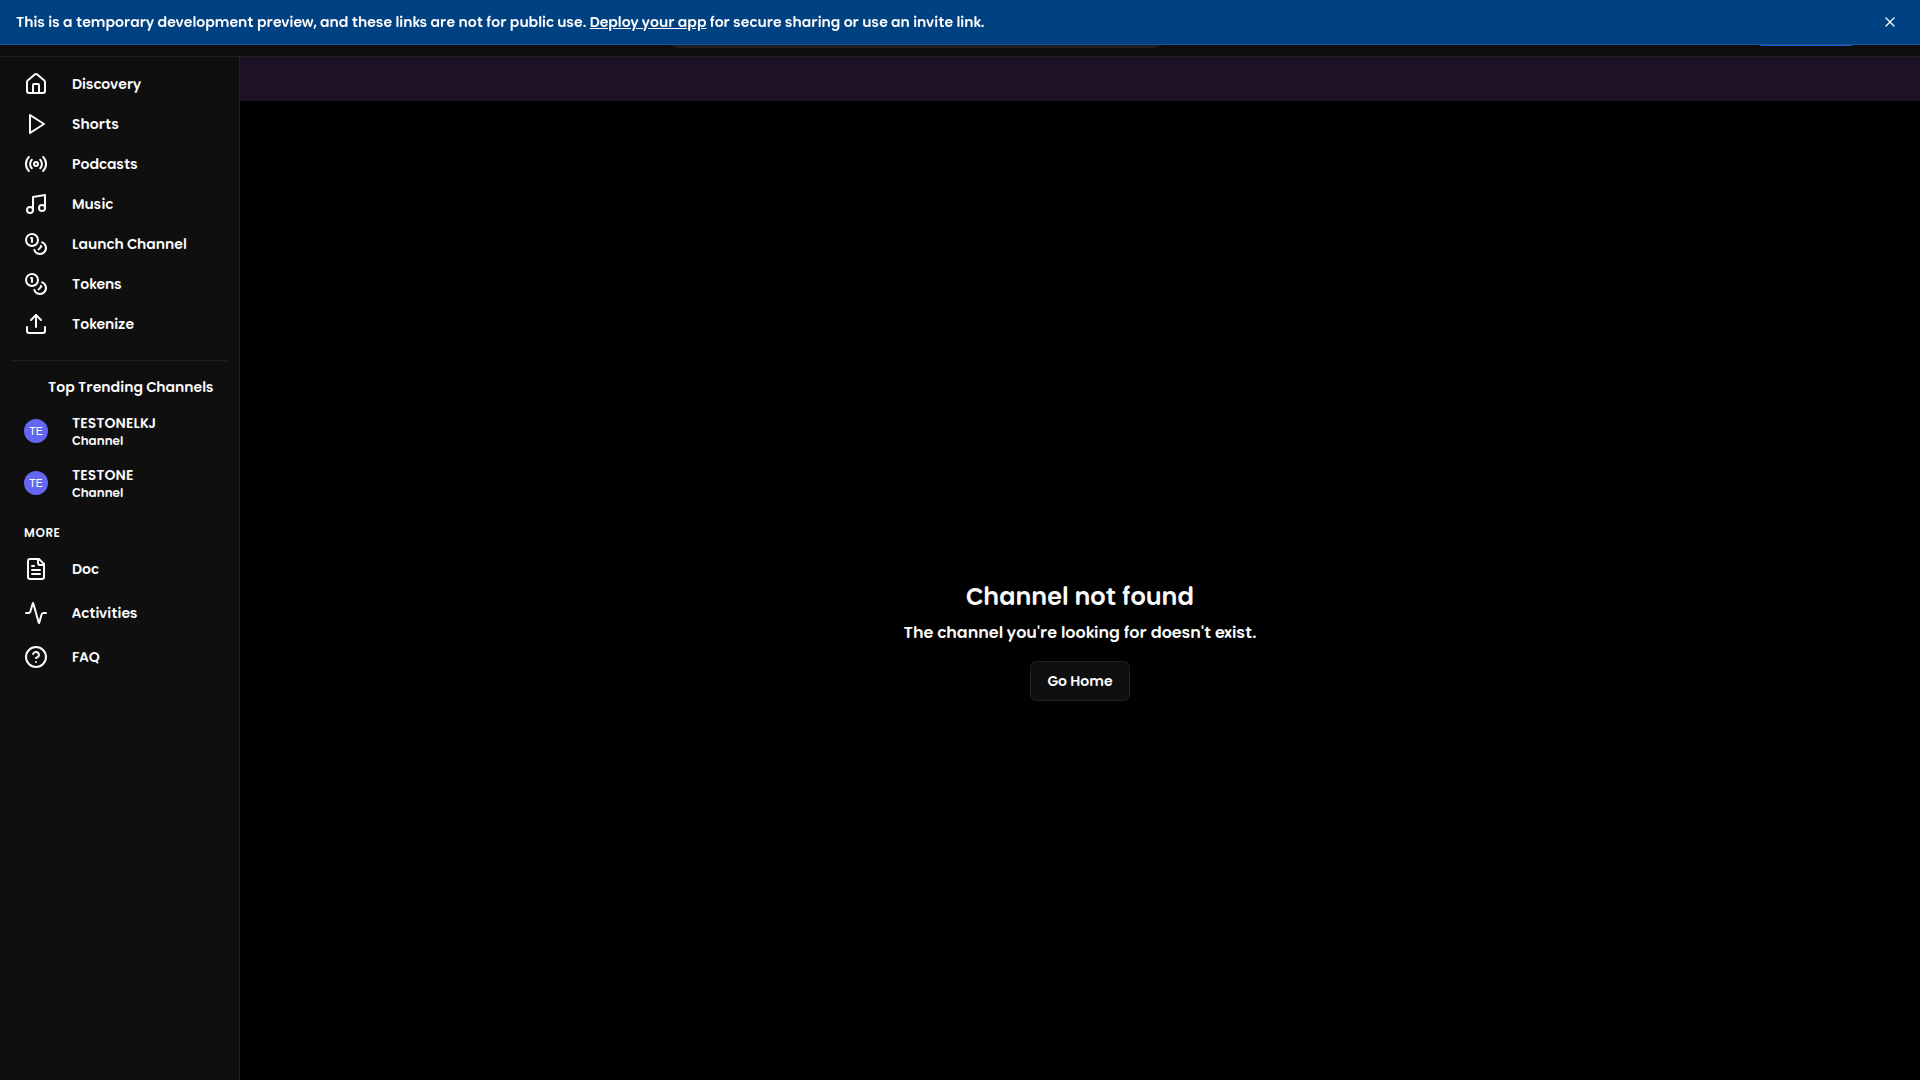 This is a temporary development preview, and these links are not for public use. Deploy your app for secure sharing or use an invite link.
Discovery
Shorts
Podcasts
Music
Launch Channel
Tokens
Tokenize
Top Trending Channels
TE
TESTONELKJ
Channel
TE
TESTONE
Channel
MORE
Doc
Activities
FAQ
Channel not found
The channel you're looking for doesn't exist.
Go Home